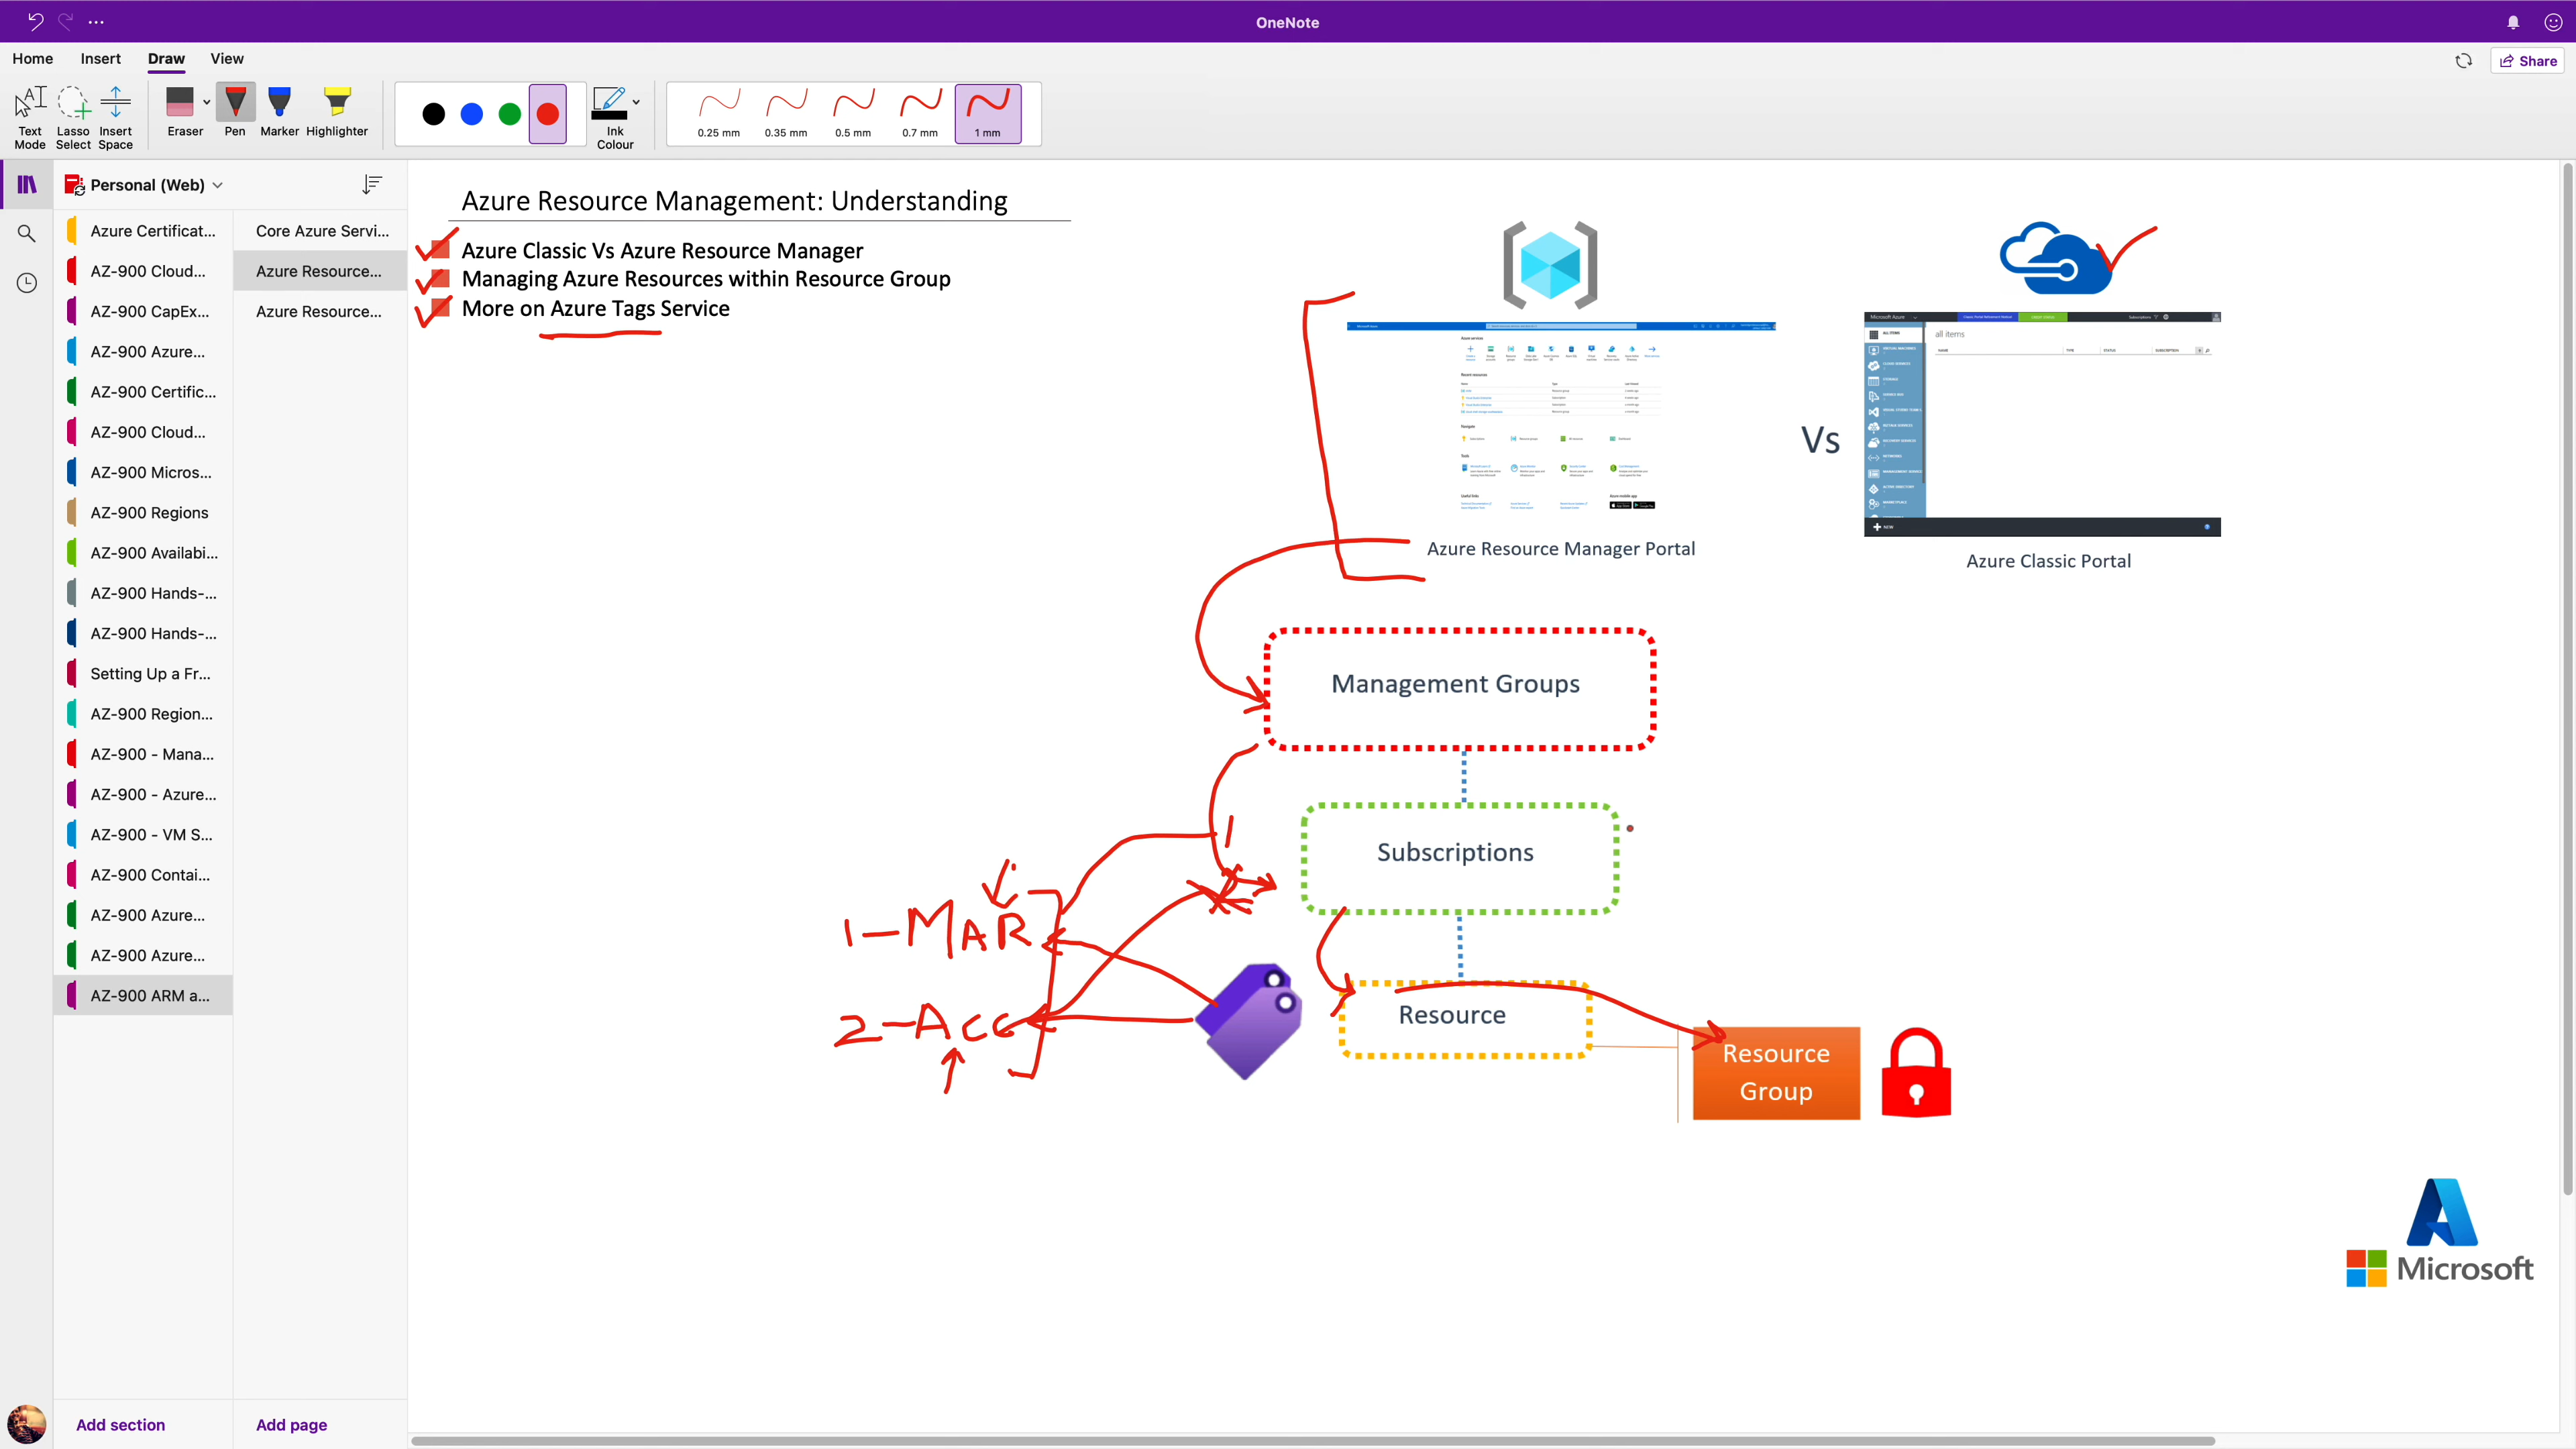 OneNote
Home
Insert
Draw
View
Share
Text
Mode
Lasso
Select
Insert
Space
Eraser
Pen
Marker
Highlighter
Ink
Colour
0.25 mm
0.35 mm
0.5 mm
0.7 mm
1 mm
Personal (Web)
Azure Certificat...
AZ-900 Cloud...
AZ-900 CapEx...
AZ-900 Azure...
AZ-900 Certific...
AZ-900 Cloud...
AZ-900 Micros...
AZ-900 Regions
AZ-900 Availabi...
AZ-900 Hands-...
AZ-900 Hands-...
Setting Up a Fr...
AZ-900 Region...
AZ-900 - Mana...
AZ-900 - Azure...
AZ-900 - VM S...
AZ-900 Contai...
AZ-900 Azure...
AZ-900 Azure...
AZ-900 ARM a...
Add section
Core Azure Servi...
Azure Resource...
Azure Resource...
Add page
Azure Resource Management: Understanding
Azure Classic Vs Azure Resource Manager
Managing Azure Resources within Resource Group
More on Azure Tags Service
Azure Resource Manager Portal
Vs
all items
Azure Classic Portal
Management Groups
Subscriptions
1-MAR
2-Acc
Resource
Resource
Group
Microsoft